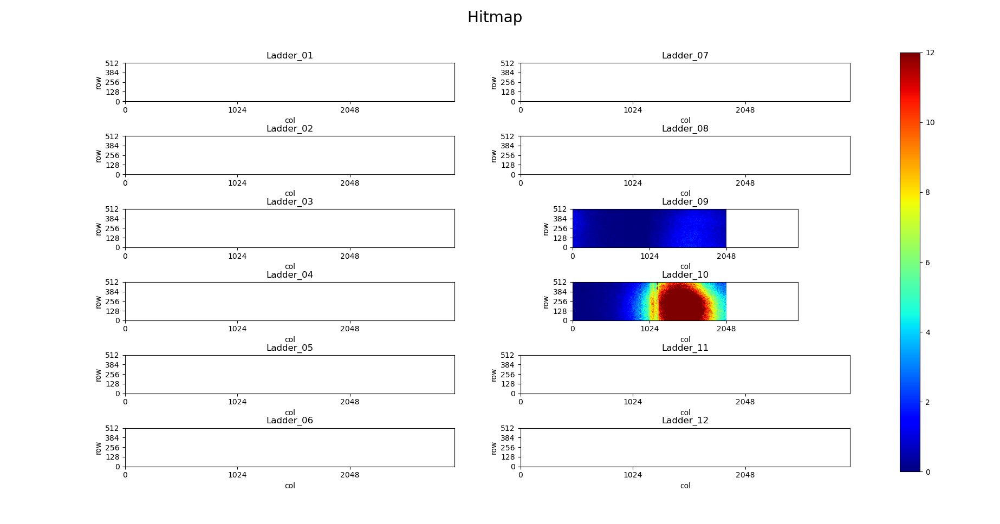 Hitmap
Ladder_01
512
384
256
128
0
row
0 1024 2048
col
Ladder_02
512
384
256
128
0
row
0 1024 2048
col
Ladder_03
512
384
256
128
0
row
0 1024 2048
col
Ladder_04
512
384
256
128
0
row
0 1024 2048
col
Ladder_05
512
384
256
128
0
row
0 1024 2048
col
Ladder_06
512
384
256
128
0
row
0 1024 2048
col
Ladder_07
512
384
256
128
0
row
0 1024 2048
col
Ladder_08
512
384
256
128
0
row
0 1024 2048
col
Ladder_09
512
384
256
128
0
row
0 1024 2048
col
Ladder_10
512
384
256
128
0
row
0 1024 2048
col
Ladder_11
512
384
256
128
0
row
0 1024 2048
col
Ladder_12
512
384
256
128
0
row
0 1024 2048
col
12
10
8
6
4
2
0